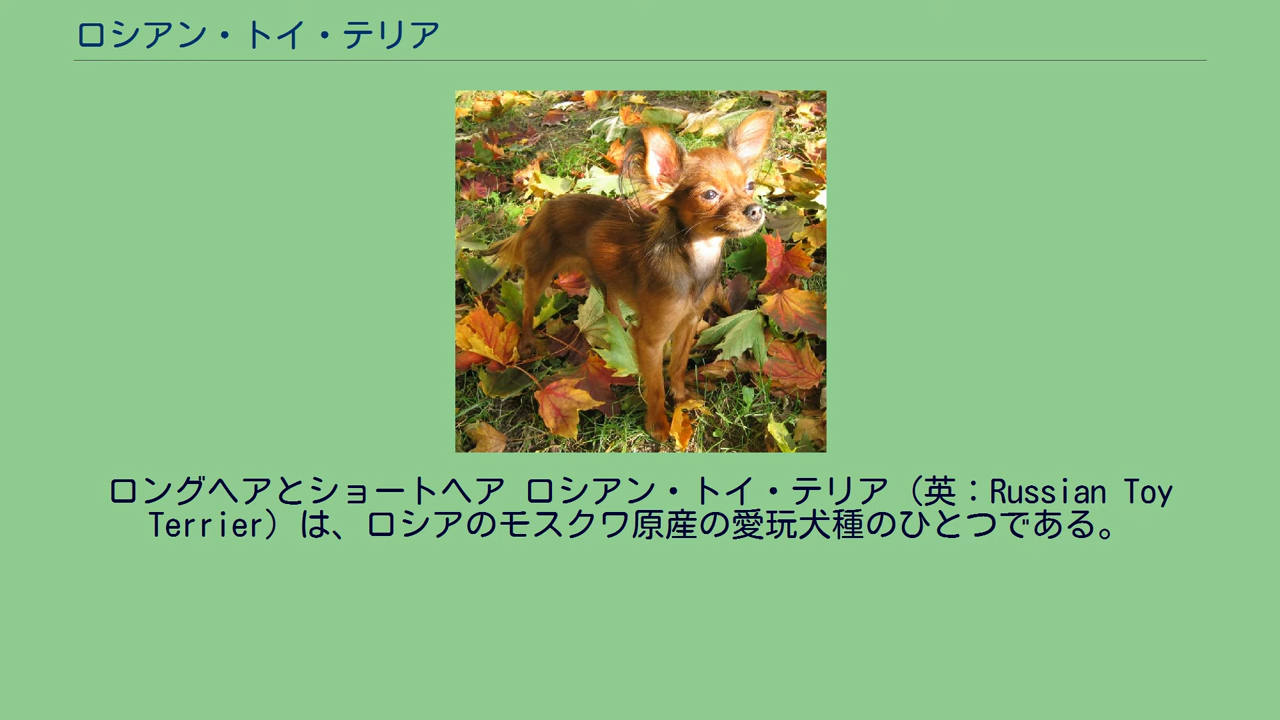 ロシアン・トイ・テリア
ロングヘアとショートヘア ロシアン・トイ・テリア（英：Russian Toy
Terrier）は、ロシアのモスクワ原産の愛玩犬種のひとつである。